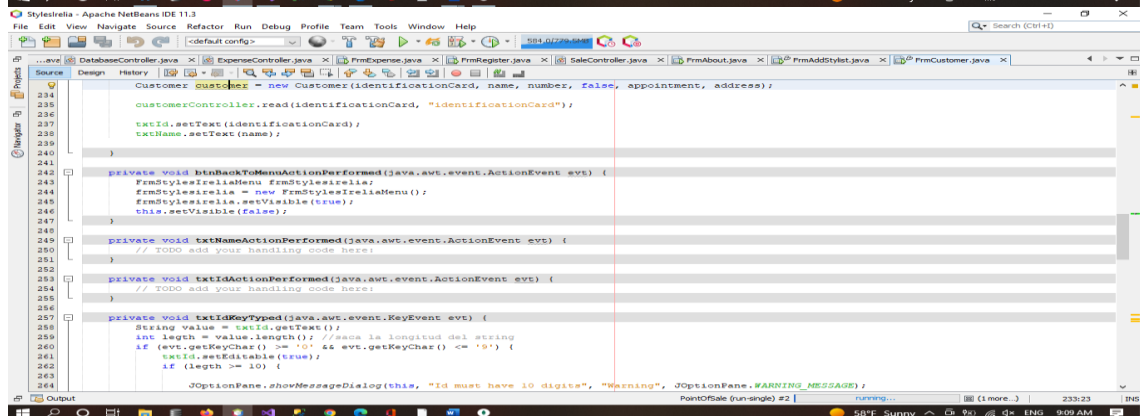 StylesIrelia - Apache NetBeans IDE 11.3
File Edit View Navigate Source Refactor Run Debug Profile Team Tools Window Help
Search (Ctrl+I)
<default config>
...ave DatabaseController.java ExpenseController.java FrmExpense.java FrmRegister.java SaleController.java FrmAbout.java FrmAddStylist.java FrmCustomer.java
Source Design History
Projects
Navigator
Customer customer = new Customer(identificationCard, name, number, false, appointment, address);
234
235 customerController.read(identificationCard, "identificationCard");
236
237 txtId.setText(identificationCard);
238 txtName.setText(name);
239
240 }
241
242 private void btnBackToMenuActionPerformed(java.awt.event.ActionEvent evt) {
243 FrmStylesIreliaMenu frmStylesirelia;
244 frmStylesirelia = new FrmStylesIreliaMenu();
245 frmStylesirelia.setVisible(true);
246 this.setVisible(false);
247 }
248
249 private void txtNameActionPerformed(java.awt.event.ActionEvent evt) {
250 // TODO add your handling code here:
251 }
252
253 private void txtIdActionPerformed(java.awt.event.ActionEvent evt) {
254 // TODO add your handling code here:
255 }
256
257 private void txtIdKeyTyped(java.awt.event.KeyEvent evt) {
258 String value = txtId.getText();
259 int legth = value.length(); //saca la longitud del string
260 if (evt.getKeyChar() >= '0' && evt.getKeyChar() <= '9') {
261 txtId.setEditable(true);
262 if (legth >= 10) {
263
264 JOptionPane.showMessageDialog(this, "Id must have 10 digits", "Warning", JOptionPane.WARNING_MESSAGE);
Output
PointOfSale (run-single) #2 running... (1 more...) 233:23 INS
58°F Sunny ENG 9:09 AM